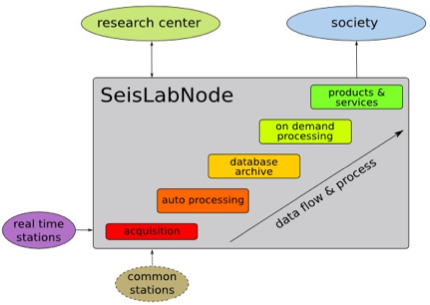 research center
society
SeisLabNode
products &
services
on demand
processing
database
archive
auto processing
data flow & process
real time
stations
acquisition
common
stations